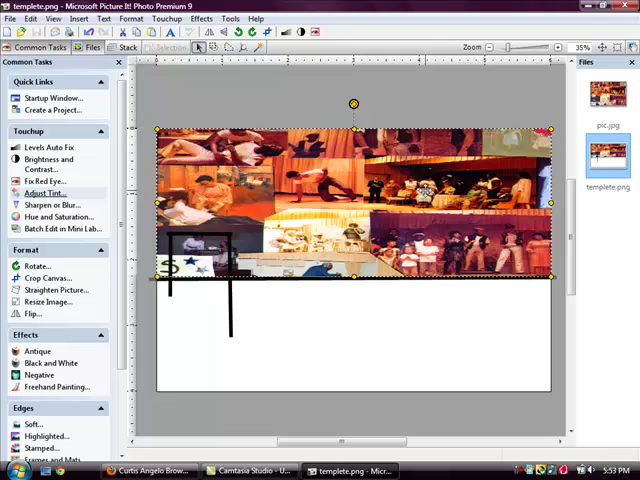 templete.png - Microsoft Picture It! Photo Premium 9
File Edit View Insert Text Format Touchup Effects Tools Window Help
Common Tasks Files Stack Selection Zoom 35%
Common Tasks Files
Quick Links
Startup Window...
Create a Project...
Touchup
Levels Auto Fix
Brightness and
Contrast...
Fix Red Eye...
Adjust Tint...
Sharpen or Blur...
Hue and Saturation...
Batch Edit in Mini Lab...
Format
Rotate...
Crop Canvas...
Straighten Picture...
Resize Image...
Flip...
Effects
Antique
Black and White
Negative
Freehand Painting...
Edges
Soft...
Highlighted...
Stamped...
Frames and Mats
pic.jpg
templete.png
S
Curtis Angelo Brow...
Camtasia Studio - U...
templete.png - Micr...
5:53 PM